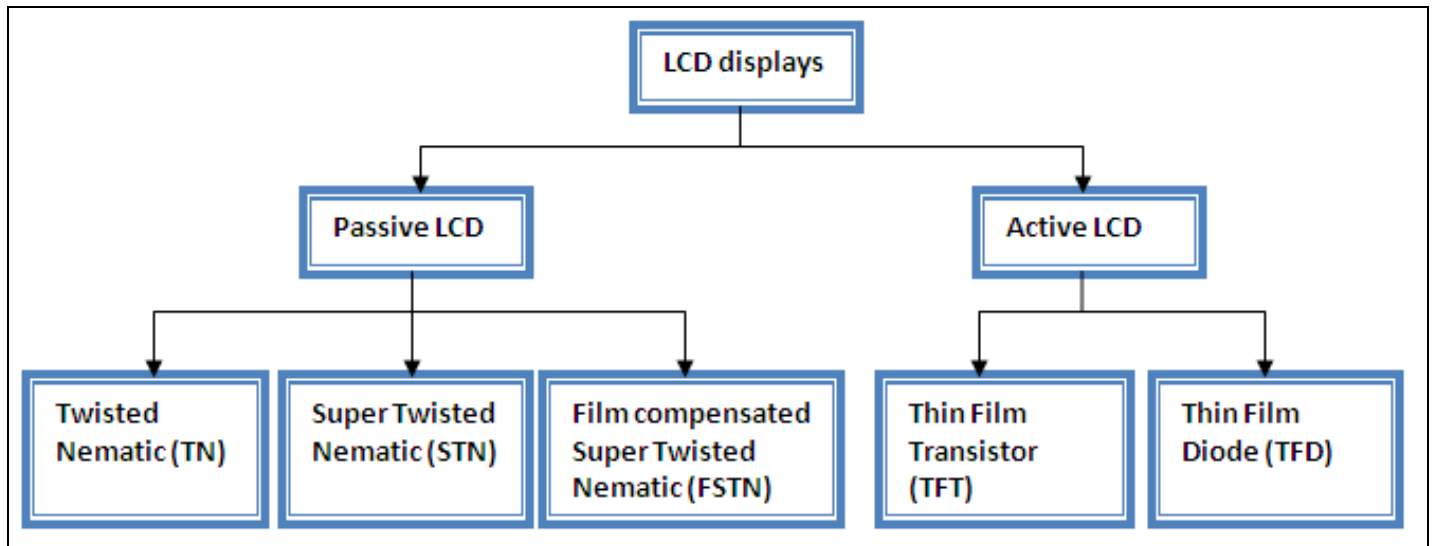 LCD displays
Passive LCD
Active LCD
Twisted
Nematic (TN)
Super Twisted
Nematic (STN)
Film compensated
Super Twisted
Nematic (FSTN)
Thin Film
Transistor
(TFT)
Thin Film
Diode (TFD)